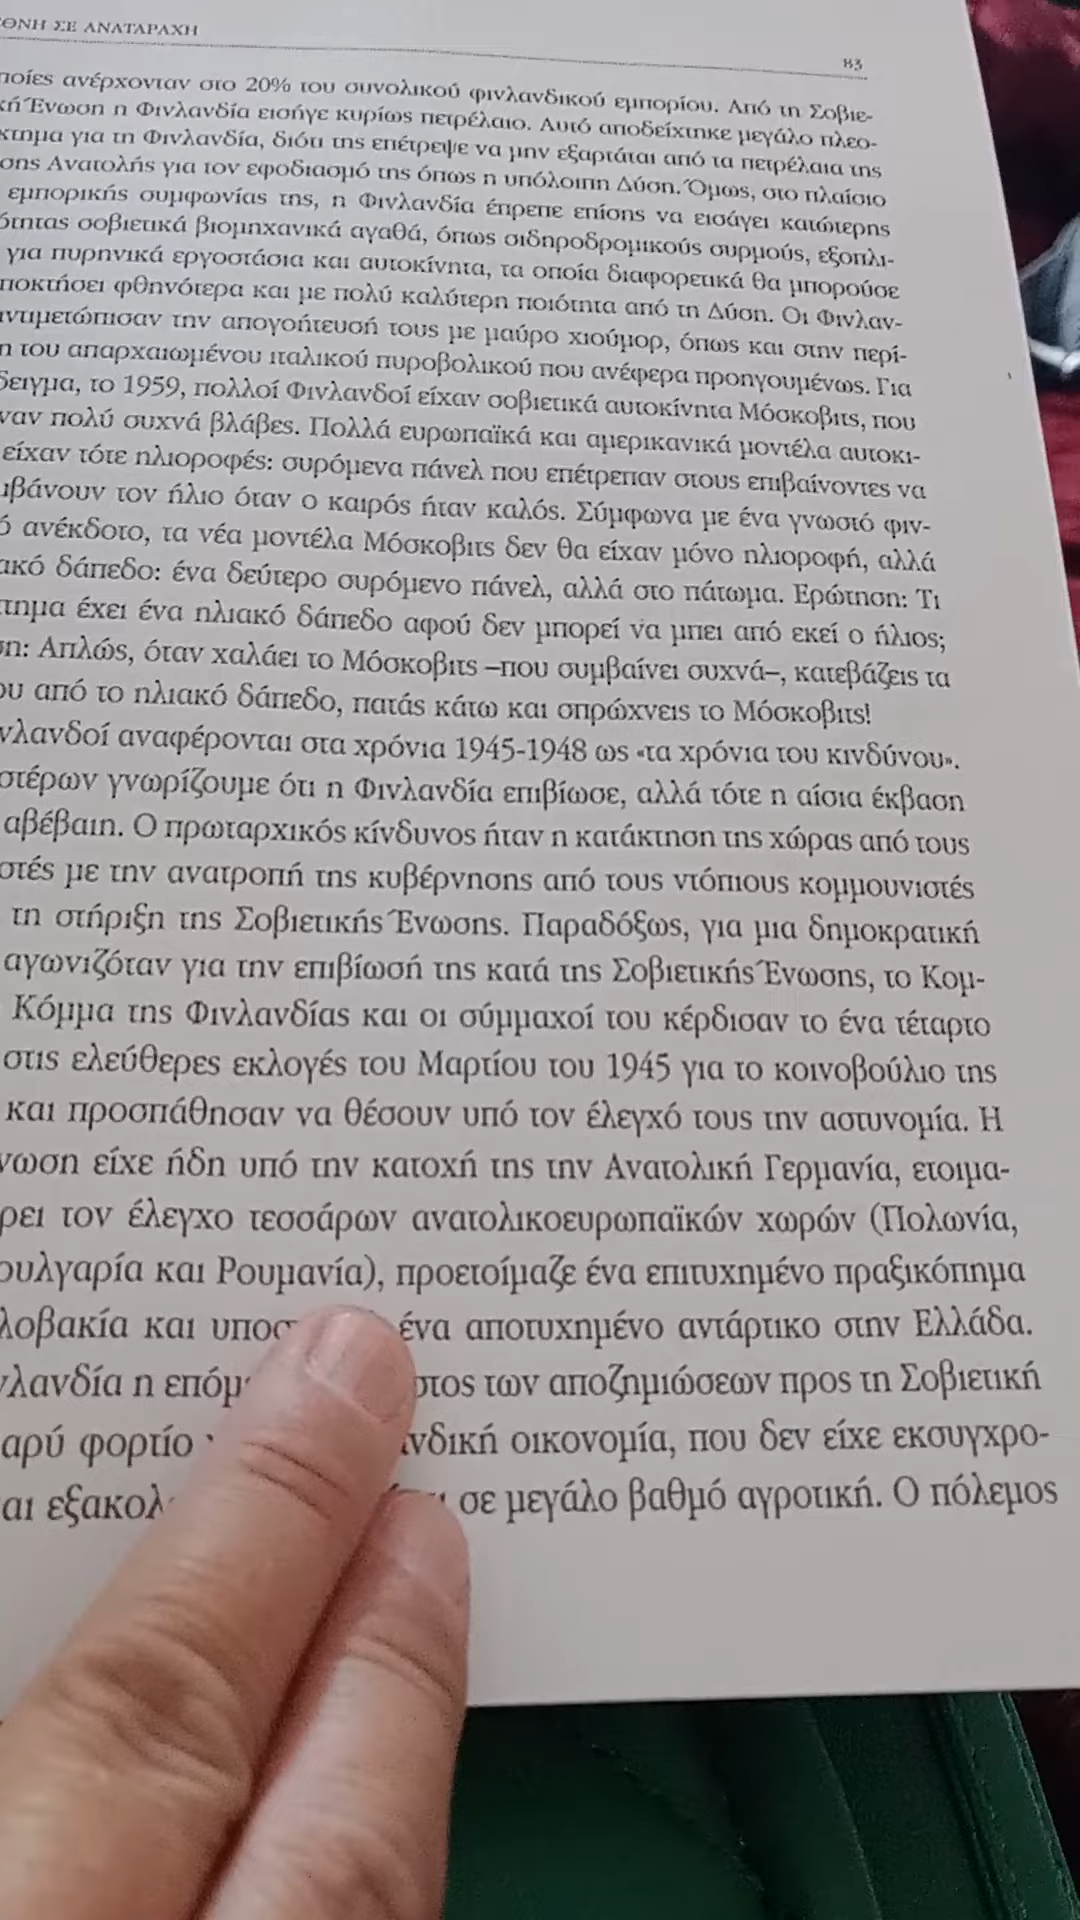 ΕΘΝΗ ΣΕ ΑΝΑΤΑΡΑΧΗ
83
ανέρχονταν στο 20% του συνολικού φινλανδικού εμπορίου. Από τη Σοβιε-
Ένωση η Φινλανδία εισήγε κυρίως πετρέλαιο. Αυτό αποδείχτηκε μεγάλο πλεο-
για τη Φινλανδία, διότι της επέτρεψε να μην εξαρτάται από τα πετρέλαια της
Ανατολής για τον εφοδιασμό της όπως η υπόλοιπη Δύση. Όμως, στο πλαίσιο
εμπορικής συμφωνίας της, η Φινλανδία έπρεπε επίσης να εισάγει κατώτερης
σοβιετικά βιομηχανικά αγαθά, όπως σιδηροδρομικούς συρμούς, εξοπλι-
για πυρηνικά εργοστάσια και αυτοκίνητα, τα οποία διαφορετικά θα μπορούσε
ποκτήσει φθηνότερα και με πολύ καλύτερη ποιότητα από τη Δύση. Οι Φινλαν-
ντιμετώπισαν την απογοήτευσή τους με μαύρο χιούμορ, όπως και στην περί-
του απαρχαιωμένου ιταλικού πυροβολικού που ανέφερα προηγουμένως. Για
δειγμα, το 1959, πολλοί Φινλανδοί είχαν σοβιετικά αυτοκίνητα Μόσκοβιτς, που
ναν πολύ συχνά βλάβες. Πολλά ευρωπαϊκά και αμερικανικά μοντέλα αυτοκι-
είχαν τότε ηλιοροφές: συρόμενα πάνελ που επέτρεπαν στους επιβαίνοντες να
βάνουν τον ήλιο όταν ο καιρός ήταν καλός. Σύμφωνα με ένα γνωστό φιν-
ό ανέκδοτο, τα νέα μοντέλα Μόσκοβιτς δεν θα είχαν μόνο ηλιοροφή, αλλά
ακό δάπεδο: ένα δεύτερο συρόμενο πάνελ, αλλά στο πάτωμα. Ερώτηση: Τι
τημα έχει ένα ηλιακό δάπεδο αφού δεν μπορεί να μπει από εκεί ο ήλιος;
ση: Απλώς, όταν χαλάει το Μόσκοβιτς –που συμβαίνει συχνά–, κατεβάζεις τα
ου από το ηλιακό δάπεδο, πατάς κάτω και σπρώχνεις το Μόσκοβιτς!
νλανδοί αναφέρονται στα χρόνια 1945-1948 ως «τα χρόνια του κινδύνου».
στέρων γνωρίζουμε ότι η Φινλανδία επιβίωσε, αλλά τότε η αίσια έκβαση
αβέβαιη. Ο πρωταρχικός κίνδυνος ήταν η κατάκτηση της χώρας από τους
στές με την ανατροπή της κυβέρνησης από τους ντόπιους κομμουνιστές
τη στήριξη της Σοβιετικής Ένωσης. Παραδόξως, για μια δημοκρατική
αγωνιζόταν για την επιβίωσή της κατά της Σοβιετικής Ένωσης, το Κομ-
Κόμμα της Φινλανδίας και οι σύμμαχοί του κέρδισαν το ένα τέταρτο
στις ελεύθερες εκλογές του Μαρτίου του 1945 για το κοινοβούλιο της
και προσπάθησαν να θέσουν υπό τον έλεγχό τους την αστυνομία. Η
νωση είχε ήδη υπό την κατοχή της την Ανατολική Γερμανία, ετοιμα-
ρει τον έλεγχο τεσσάρων ανατολικοευρωπαϊκών χωρών (Πολωνία,
ουλγαρία και Ρουμανία), προετοίμαζε ένα επιτυχημένο πραξικόπημα
λοβακία και ένα αποτυχημένο αντάρτικο στην Ελλάδα.
νλανδία η των αποζημιώσεων προς τη Σοβιετική
αρύ φορτίο νδική οικονομία, που δεν είχε εκσυγχρο-
αι σε μεγάλο βαθμό αγροτική. Ο πόλεμος